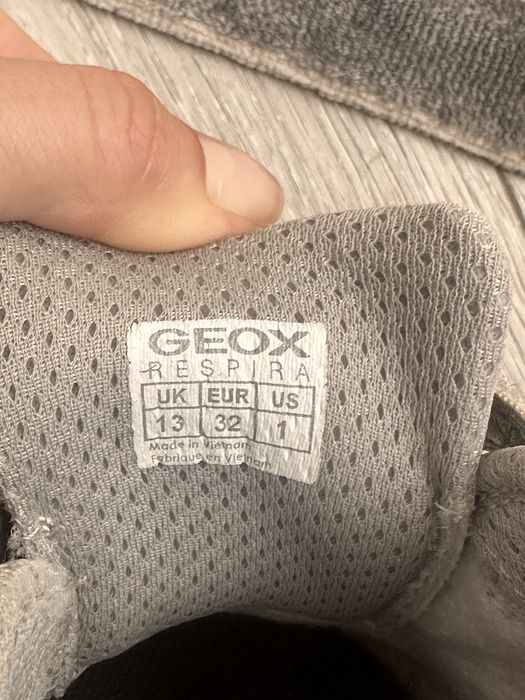 GEOX
RESPIRA
UK EUR US
13 32 1
Made in Vietnam
Fabriqué en Vietnam